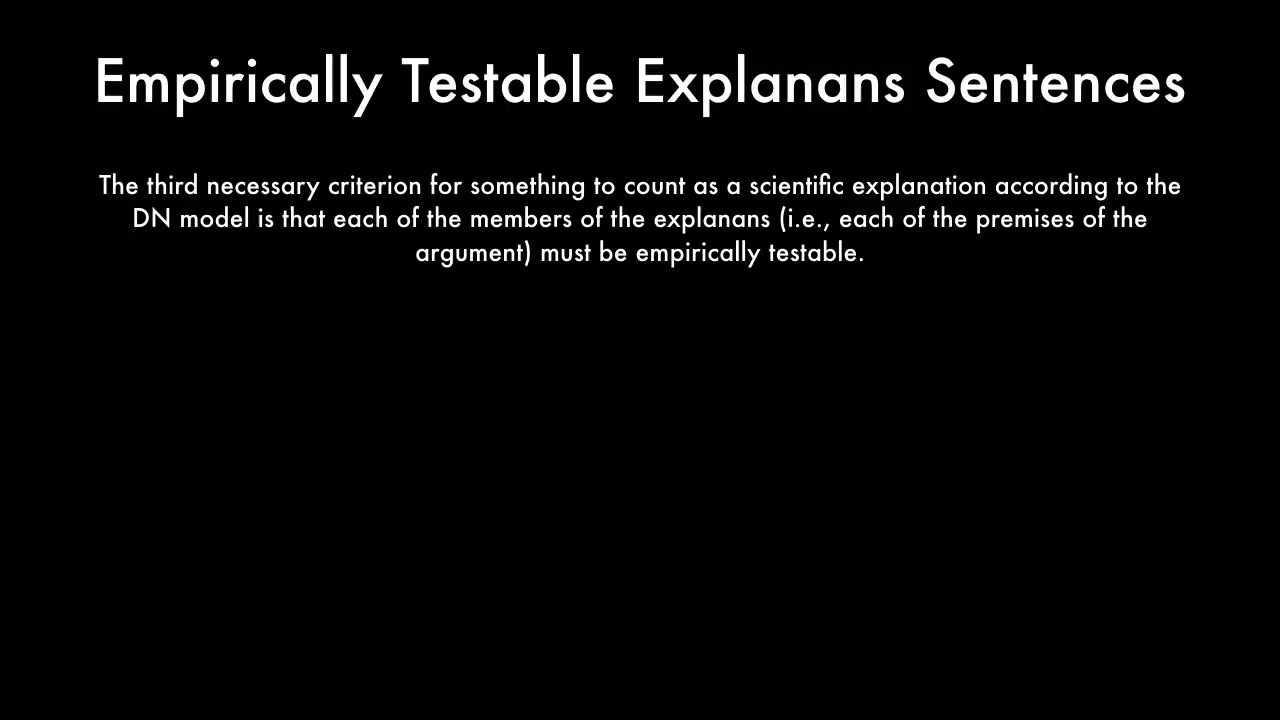 Empirically Testable Explanans Sentences
The third necessary criterion for something to count as a scientific explanation according to the
DN model is that each of the members of the explanans (i.e., each of the premises of the
argument) must be empirically testable.